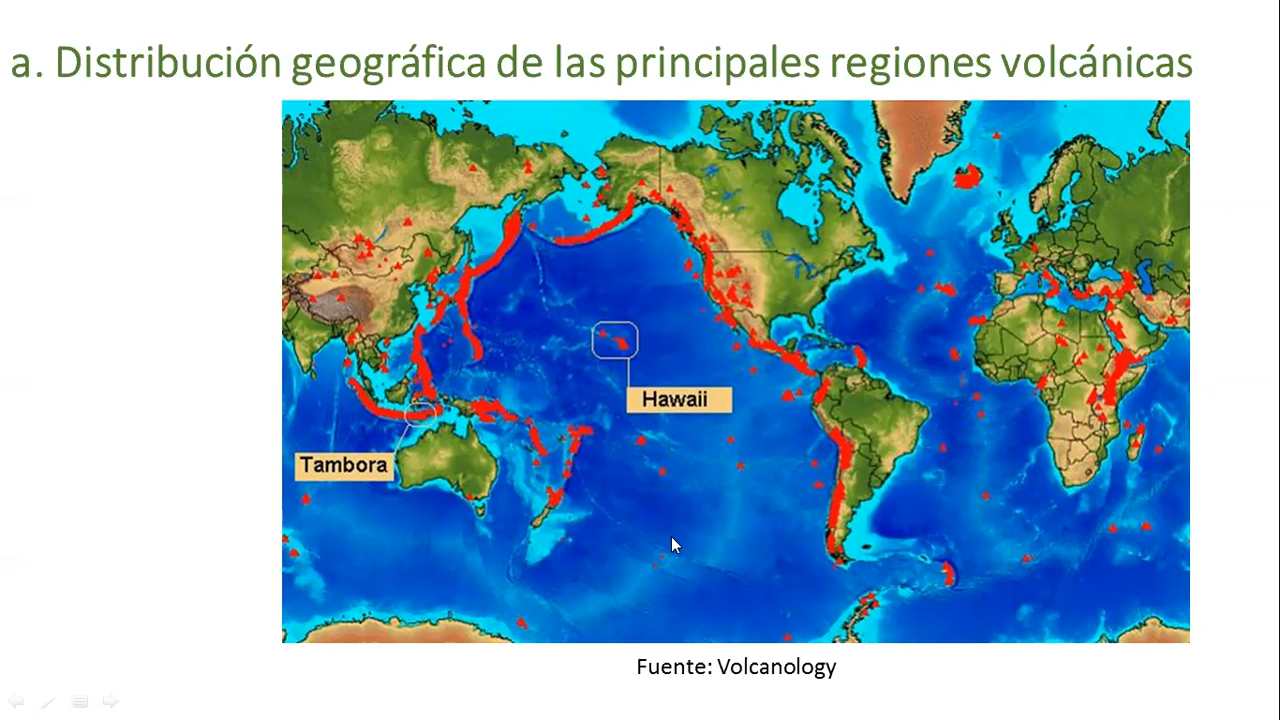 a. Distribución geográfica de las principales regiones volcánicas
Hawaii
Tambora
Fuente: Volcanology